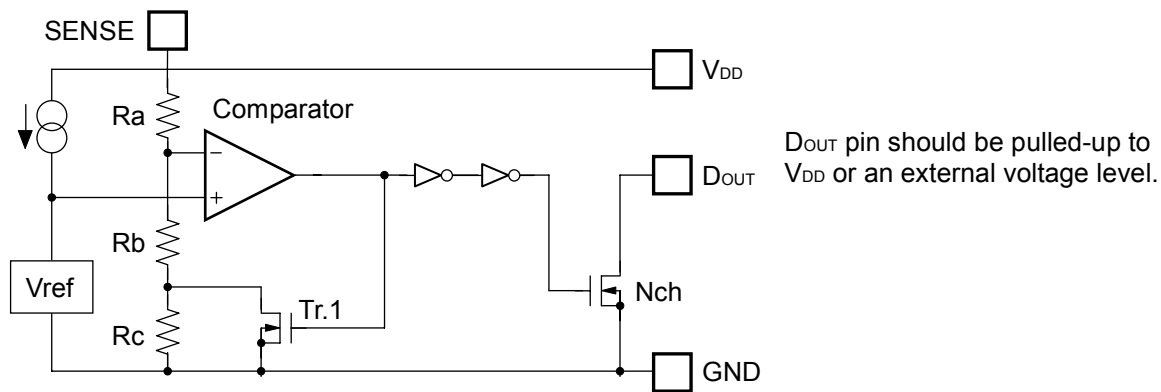 SENSE
VDD
Ra
Comparator
−
+
DOUT
DOUT pin should be pulled-up to
VDD or an external voltage level.
Rb
Vref
Tr.1
Nch
Rc
GND